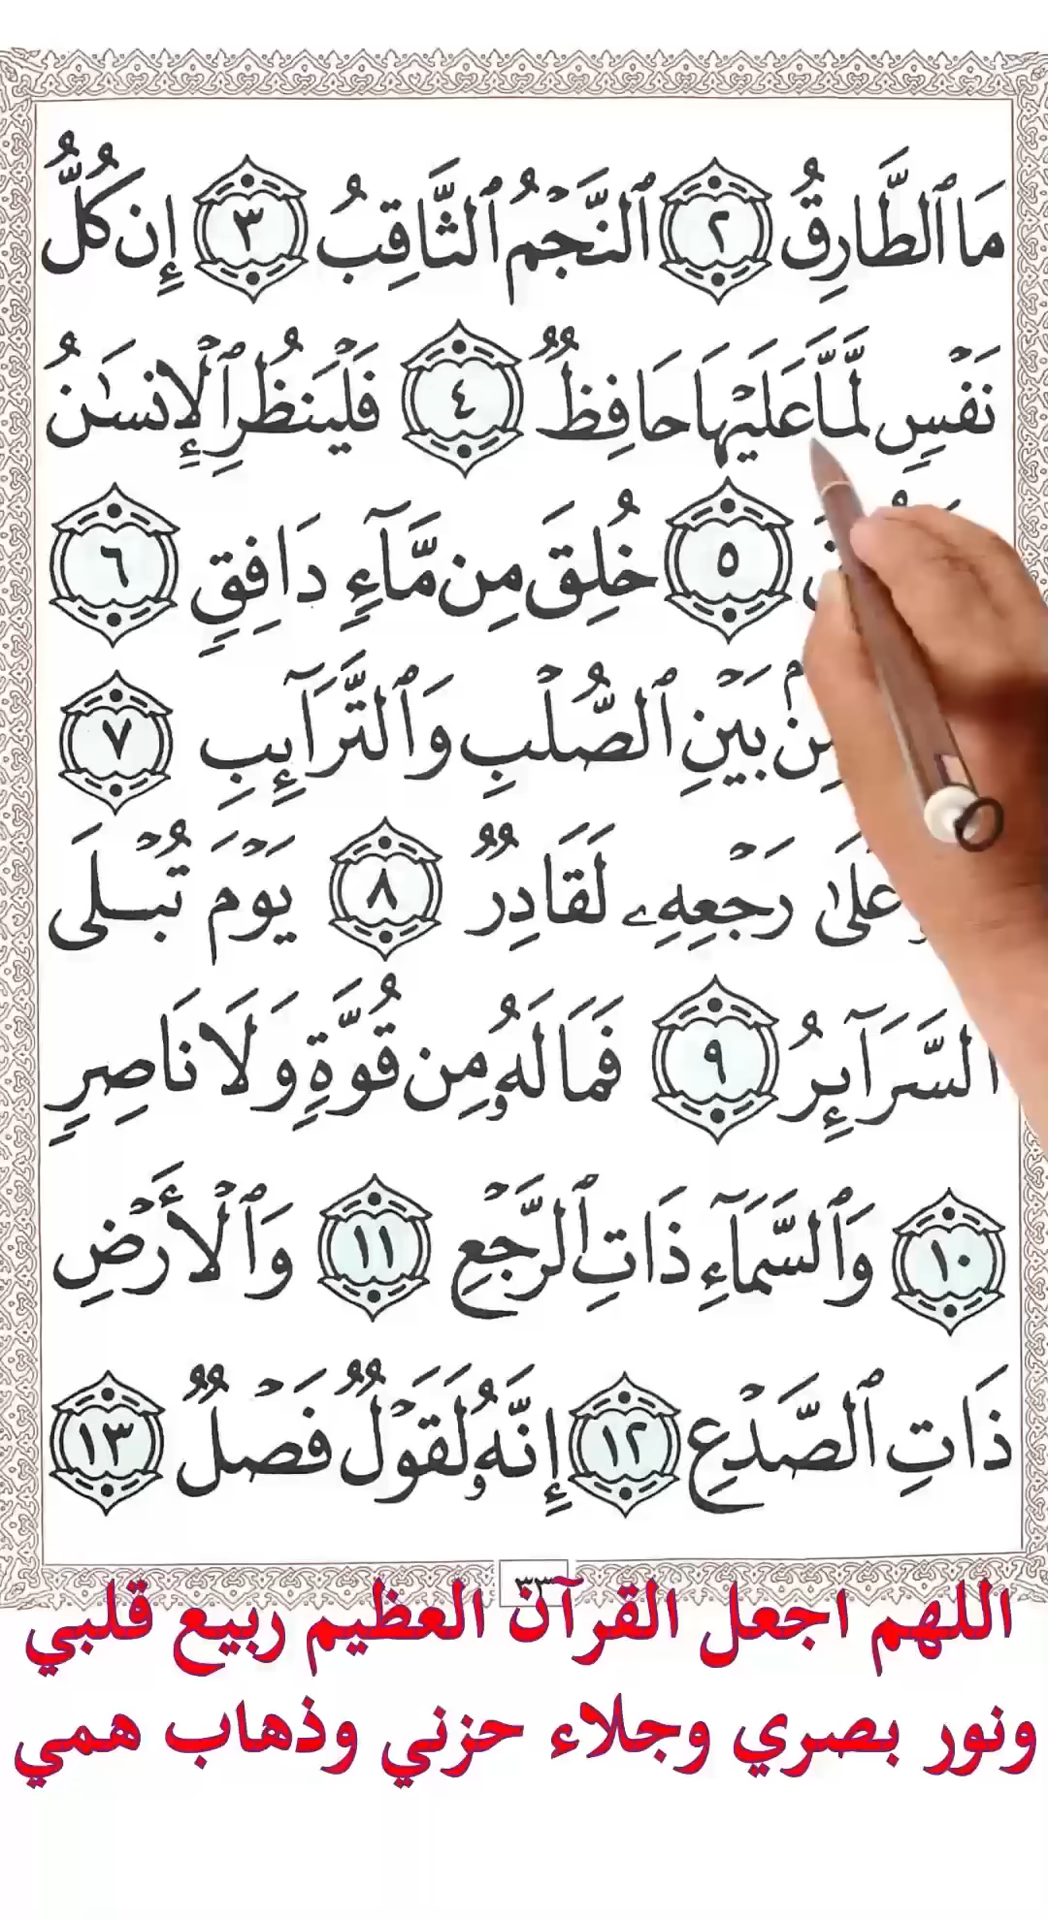 مَا ٱلطَّارِقُ ٢ ٱلنَّجْمُ ٱلثَّاقِبُ ٣ إِن كُلُّ
نَفْسٍ لَّمَّا عَلَيْهَا حَافِظٌ ٤ فَلْيَنظُرِ ٱلْإِنسَٰنُ
٥ خُلِقَ مِن مَّآءٍ دَافِقٍ ٦
بَيْنِ ٱلصُّلْبِ وَٱلتَّرَآئِبِ ٧
عَلَىٰ رَجْعِهِۦ لَقَادِرٌ ٨ يَوْمَ تُبْلَى
ٱلسَّرَآئِرُ ٩ فَمَا لَهُۥ مِن قُوَّةٍ وَلَا نَاصِرٍ
١٠ وَٱلسَّمَآءِ ذَاتِ ٱلرَّجْعِ ١١ وَٱلْأَرْضِ
ذَاتِ ٱلصَّدْعِ ١٢ إِنَّهُۥ لَقَوْلٌ فَصْلٌ ١٣
اللهم اجعل القرآن العظيم ربيع قلبي
ونور بصري وجلاء حزني وذهاب همي